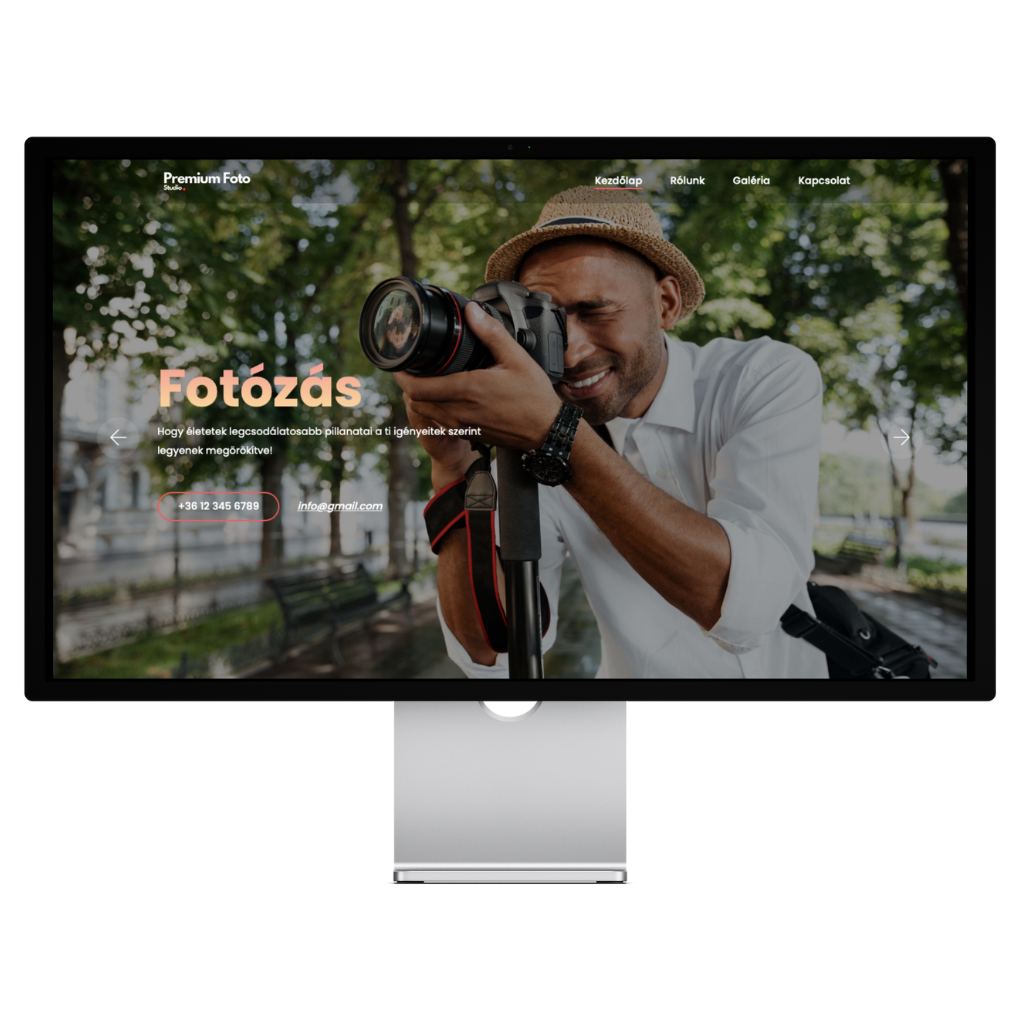 Premium Foto
Studio.
Kezdőlap Rólunk Galéria Kapcsolat
Fotózás
Hogy életetek legcsodálatosabb pillanatai a ti igényeitek szerint
legyenek megörökítve!
+36 12 345 6789 info@gmail.com